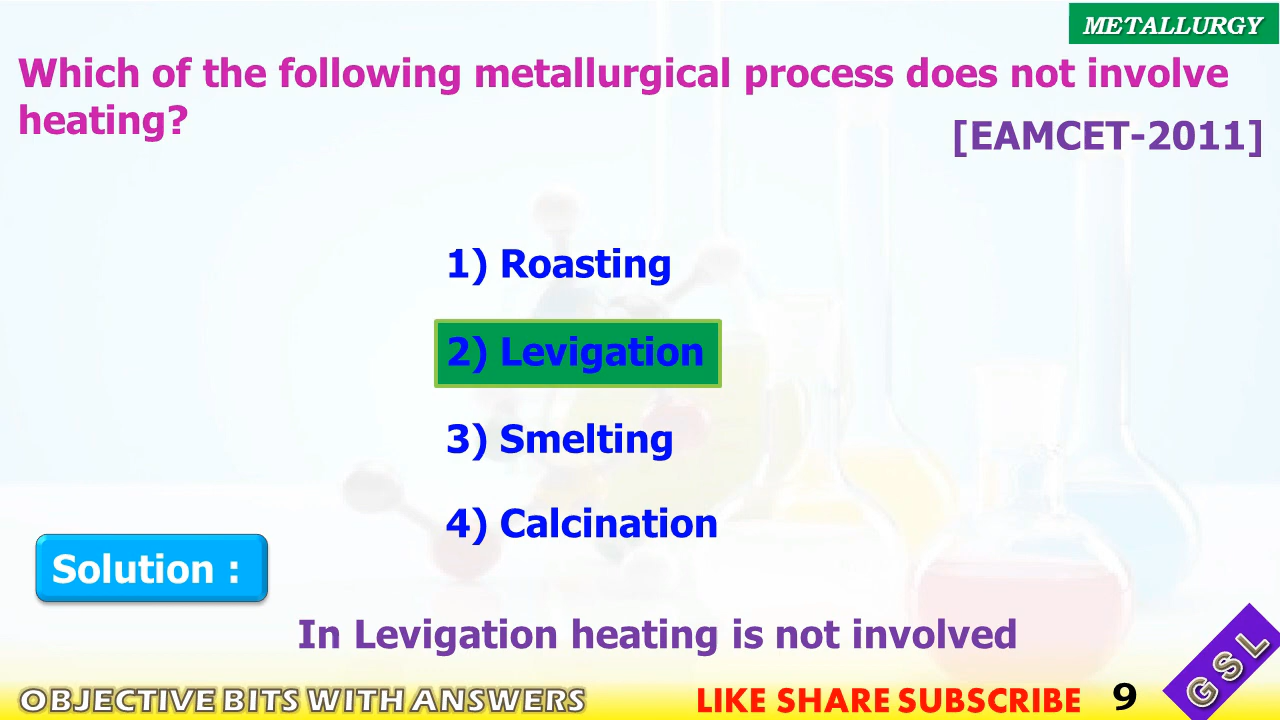 METALLURGY
Which of the following metallurgical process does not involve
heating?
[EAMCET-2011]
1) Roasting
2) Levigation
3) Smelting
4) Calcination
Solution :
In Levigation heating is not involved
OBJECTIVE BITS WITH ANSWERS
LIKE SHARE SUBSCRIBE
9
GSL